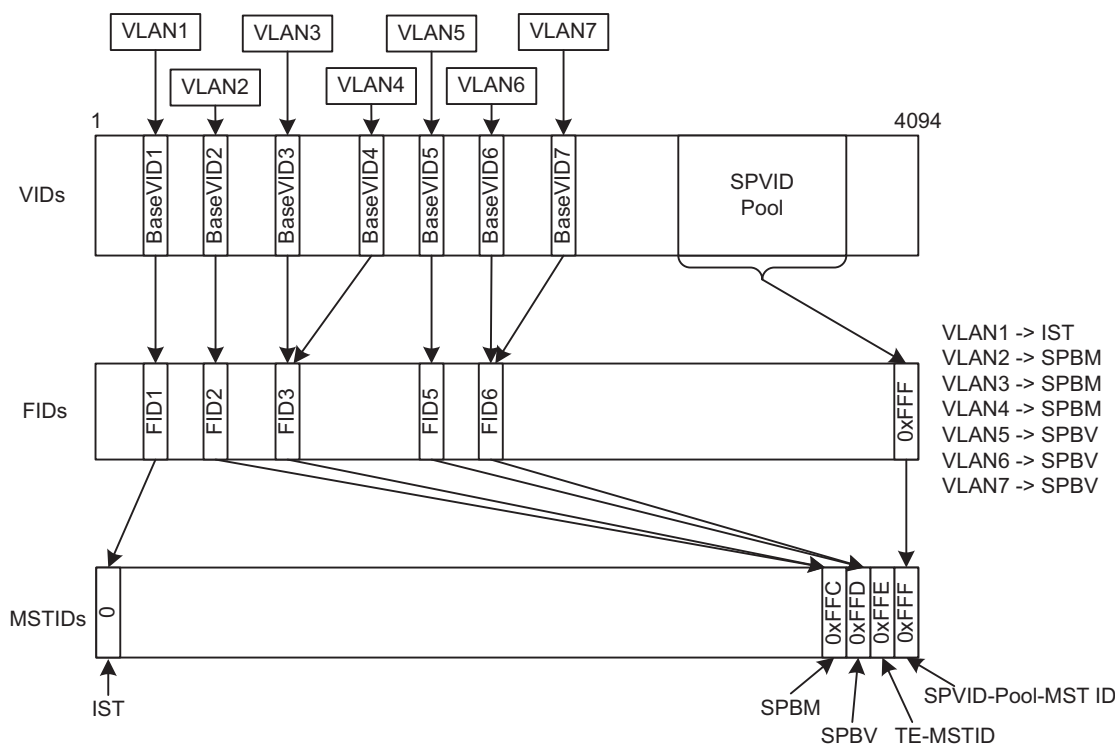 VLAN1
VLAN3
VLAN5
VLAN7
VLAN2
VLAN4
VLAN6
1
4094
VIDs
BaseVID1
BaseVID2
BaseVID3
BaseVID4
BaseVID5
BaseVID6
BaseVID7
SPVID
Pool
FIDs
FID1
FID2
FID3
FID5
FID6
0xFFF
VLAN1 -> IST
VLAN2 -> SPBM
VLAN3 -> SPBM
VLAN4 -> SPBM
VLAN5 -> SPBV
VLAN6 -> SPBV
VLAN7 -> SPBV
MSTIDs
0
0xFFC
0xFFD
0xFFE
0xFFF
IST
SPBM
SPBV
TE-MSTID
SPVID-Pool-MST ID